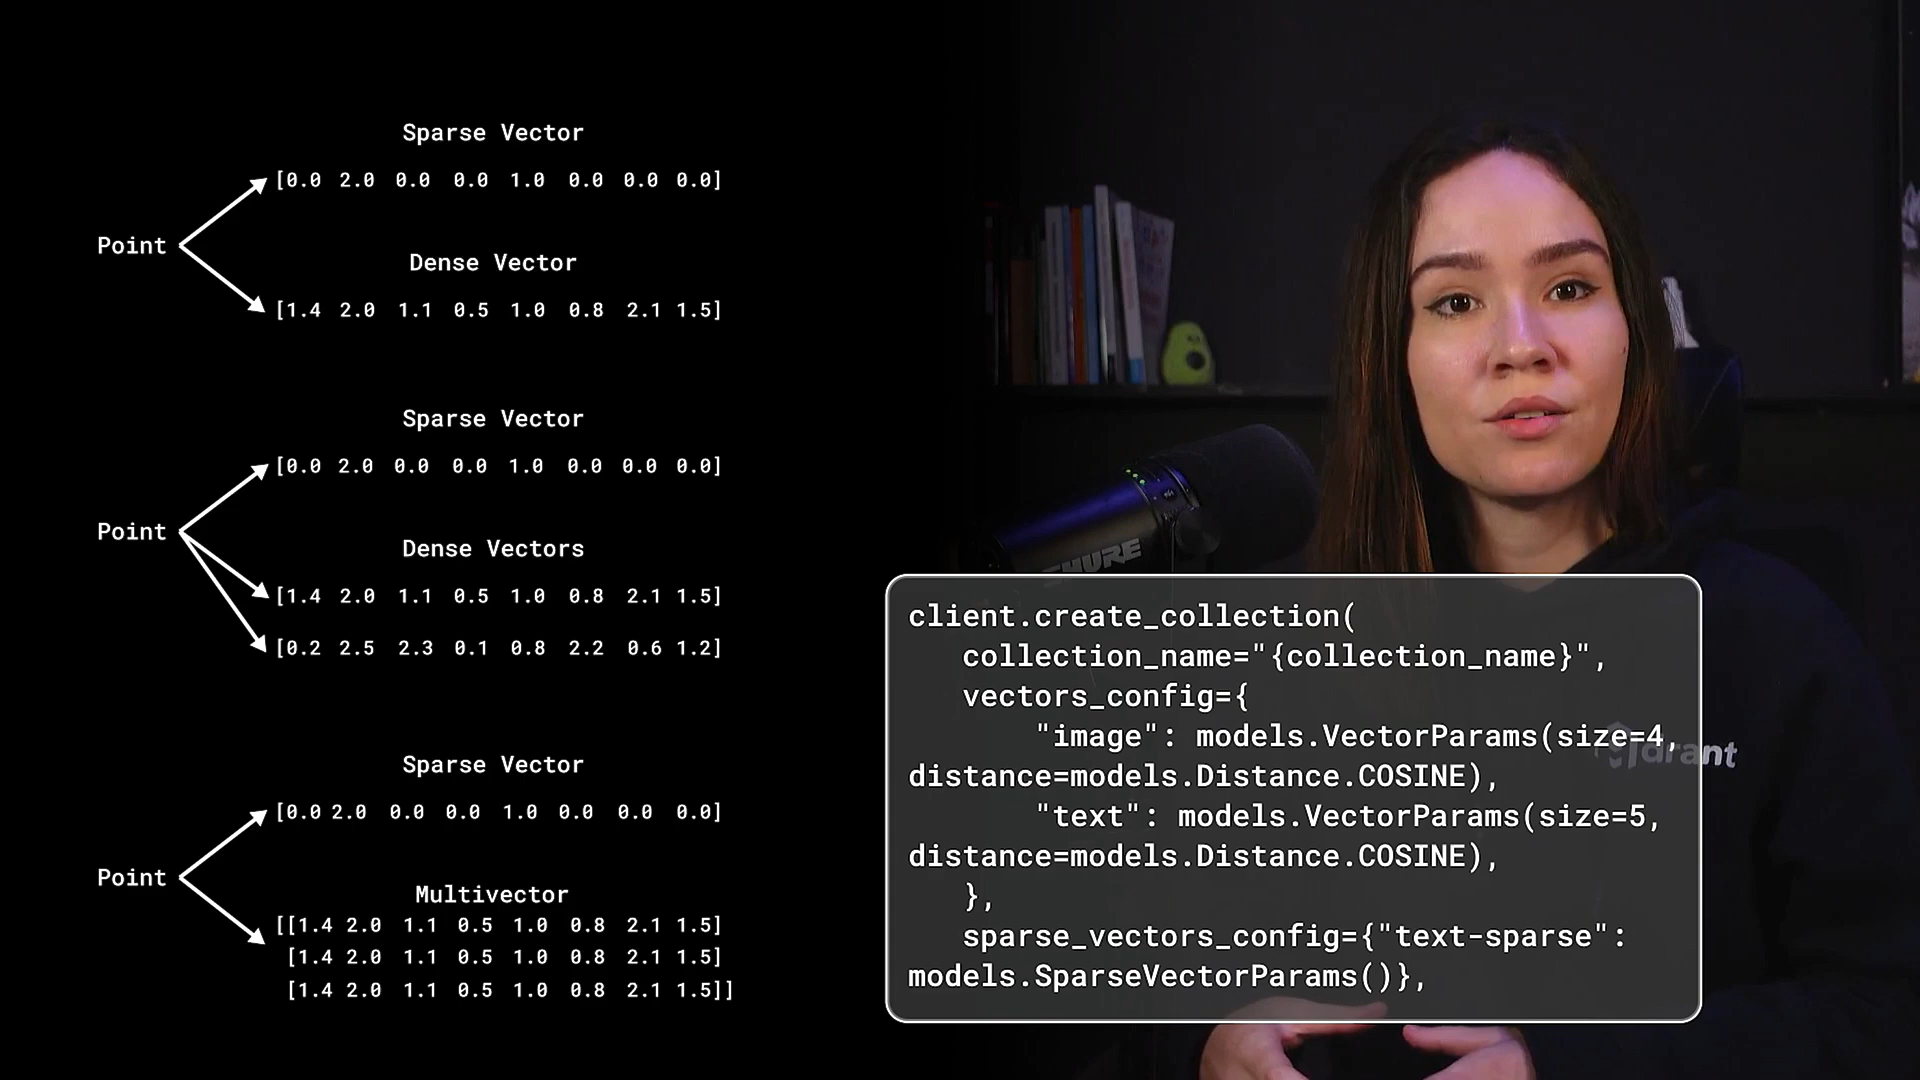 Sparse Vector
[0.0 2.0 0.0 0.0 1.0 0.0 0.0 0.0]
Point
Dense Vector
[1.4 2.0 1.1 0.5 1.0 0.8 2.1 1.5]
Sparse Vector
[0.0 2.0 0.0 0.0 1.0 0.0 0.0 0.0]
Point
Dense Vectors
[1.4 2.0 1.1 0.5 1.0 0.8 2.1 1.5]
[0.2 2.5 2.3 0.1 0.8 2.2 0.6 1.2]
Sparse Vector
[0.0 2.0 0.0 0.0 1.0 0.0 0.0 0.0]
Point
Multivector
[[1.4 2.0 1.1 0.5 1.0 0.8 2.1 1.5]
[1.4 2.0 1.1 0.5 1.0 0.8 2.1 1.5]
[1.4 2.0 1.1 0.5 1.0 0.8 2.1 1.5]]
SHURE
client.create_collection(
collection_name="{collection_name}",
vectors_config={
"image": models.VectorParams(size=4,
distance=models.Distance.COSINE),
"text": models.VectorParams(size=5,
distance=models.Distance.COSINE),
},
sparse_vectors_config={"text-sparse":
models.SparseVectorParams()},
qdrant